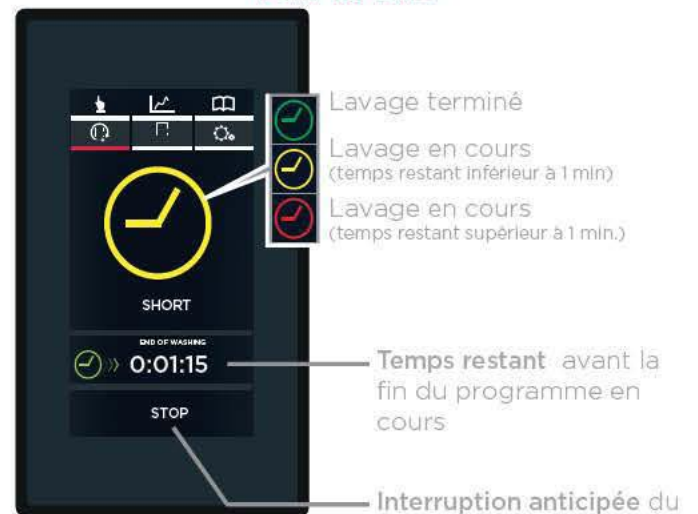 Lavage terminé
Lavage en cours
(temps restant inférieur à 1 min)
Lavage en cours
(temps restant supérieur à 1 min.)
SHORT
END OF WASHING
0:01:15
STOP
Temps restant avant la
fin du programme en
cours
Interruption anticipée du